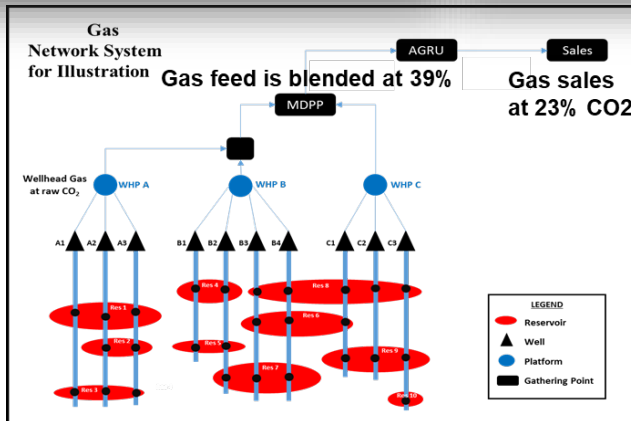 Gas
Network System
for Illustration
AGRU
Sales
Gas feed is blended at 39%
Gas sales
at 23% CO2
MDPP
Wellhead Gas
at raw CO2
WHP A
WHP B
WHP C
A1 A2 A3
B1 B2 B3 B4
C1 C2 C3
Res 1
Res 2
Res 3
Res 4
Res 5
Res 6
Res 7
Res 8
Res 9
Res 10
LEGEND
Reservoir
Well
Platform
Gathering Point